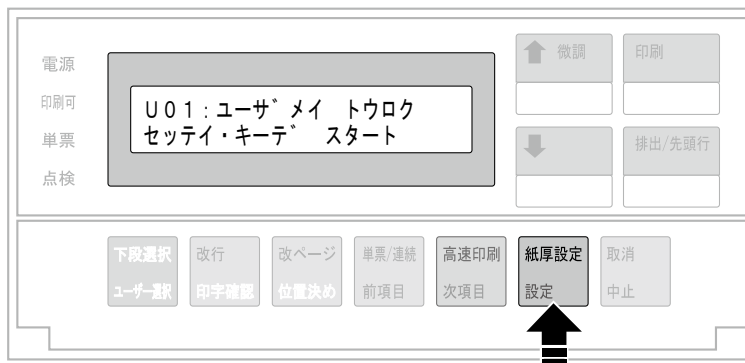 電源
印刷可
単票
点検
U01:ユーザ゛メイ トウロク
セッテイ・キーデ゛ スタート
微調
印刷
排出/先頭行
下段選択
ユーザー選択
改行
印字確認
改ページ
位置決め
単票/連続
前項目
高速印刷
次項目
紙厚設定
設定
取消
中止